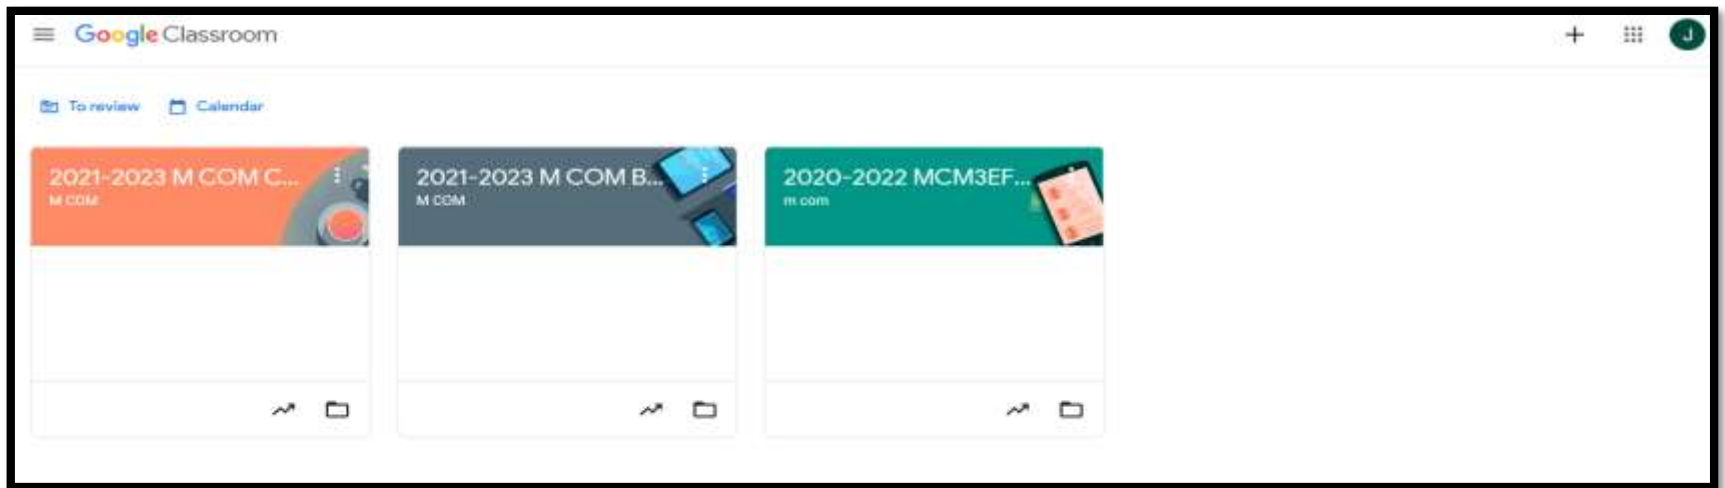 Google Classroom
J
To review Calendar
2021-2023 M COM C...
M COM
2021-2023 M COM B...
M COM
2020-2022 MCM3EF...
m com